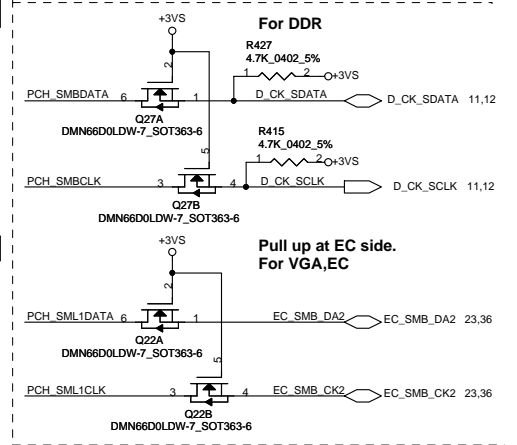 +3VS
For DDR
R427
4.7K_0402_5%
1 2 +3VS
2
PCH_SMBDATA 6 1 D_CK_SDATA D_CK_SDATA 11,12
Q27A
DMN66D0LDW-7_SOT363-6
R415
4.7K_0402_5%
5
1 2 +3VS
PCH_SMBCLK 3 4 D_CK_SCLK D_CK_SCLK 11,12
Q27B
DMN66D0LDW-7_SOT363-6
+3VS
Pull up at EC side.
For VGA,EC
2
PCH_SML1DATA 6 1 EC_SMB_DA2 EC_SMB_DA2 23,36
Q22A
DMN66D0LDW-7_SOT363-6
5
PCH_SML1CLK 3 4 EC_SMB_CK2 EC_SMB_CK2 23,36
Q22B
DMN66D0LDW-7_SOT363-6